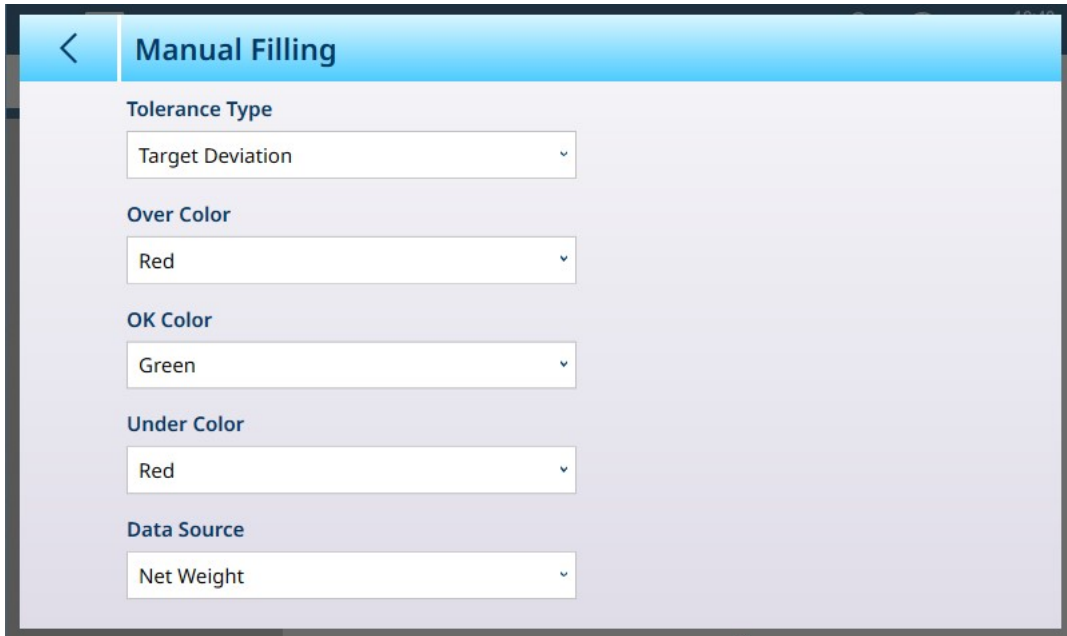 Manual Filling
Tolerance Type
Target Deviation
Over Color
Red
OK Color
Green
Under Color
Red
Data Source
Net Weight